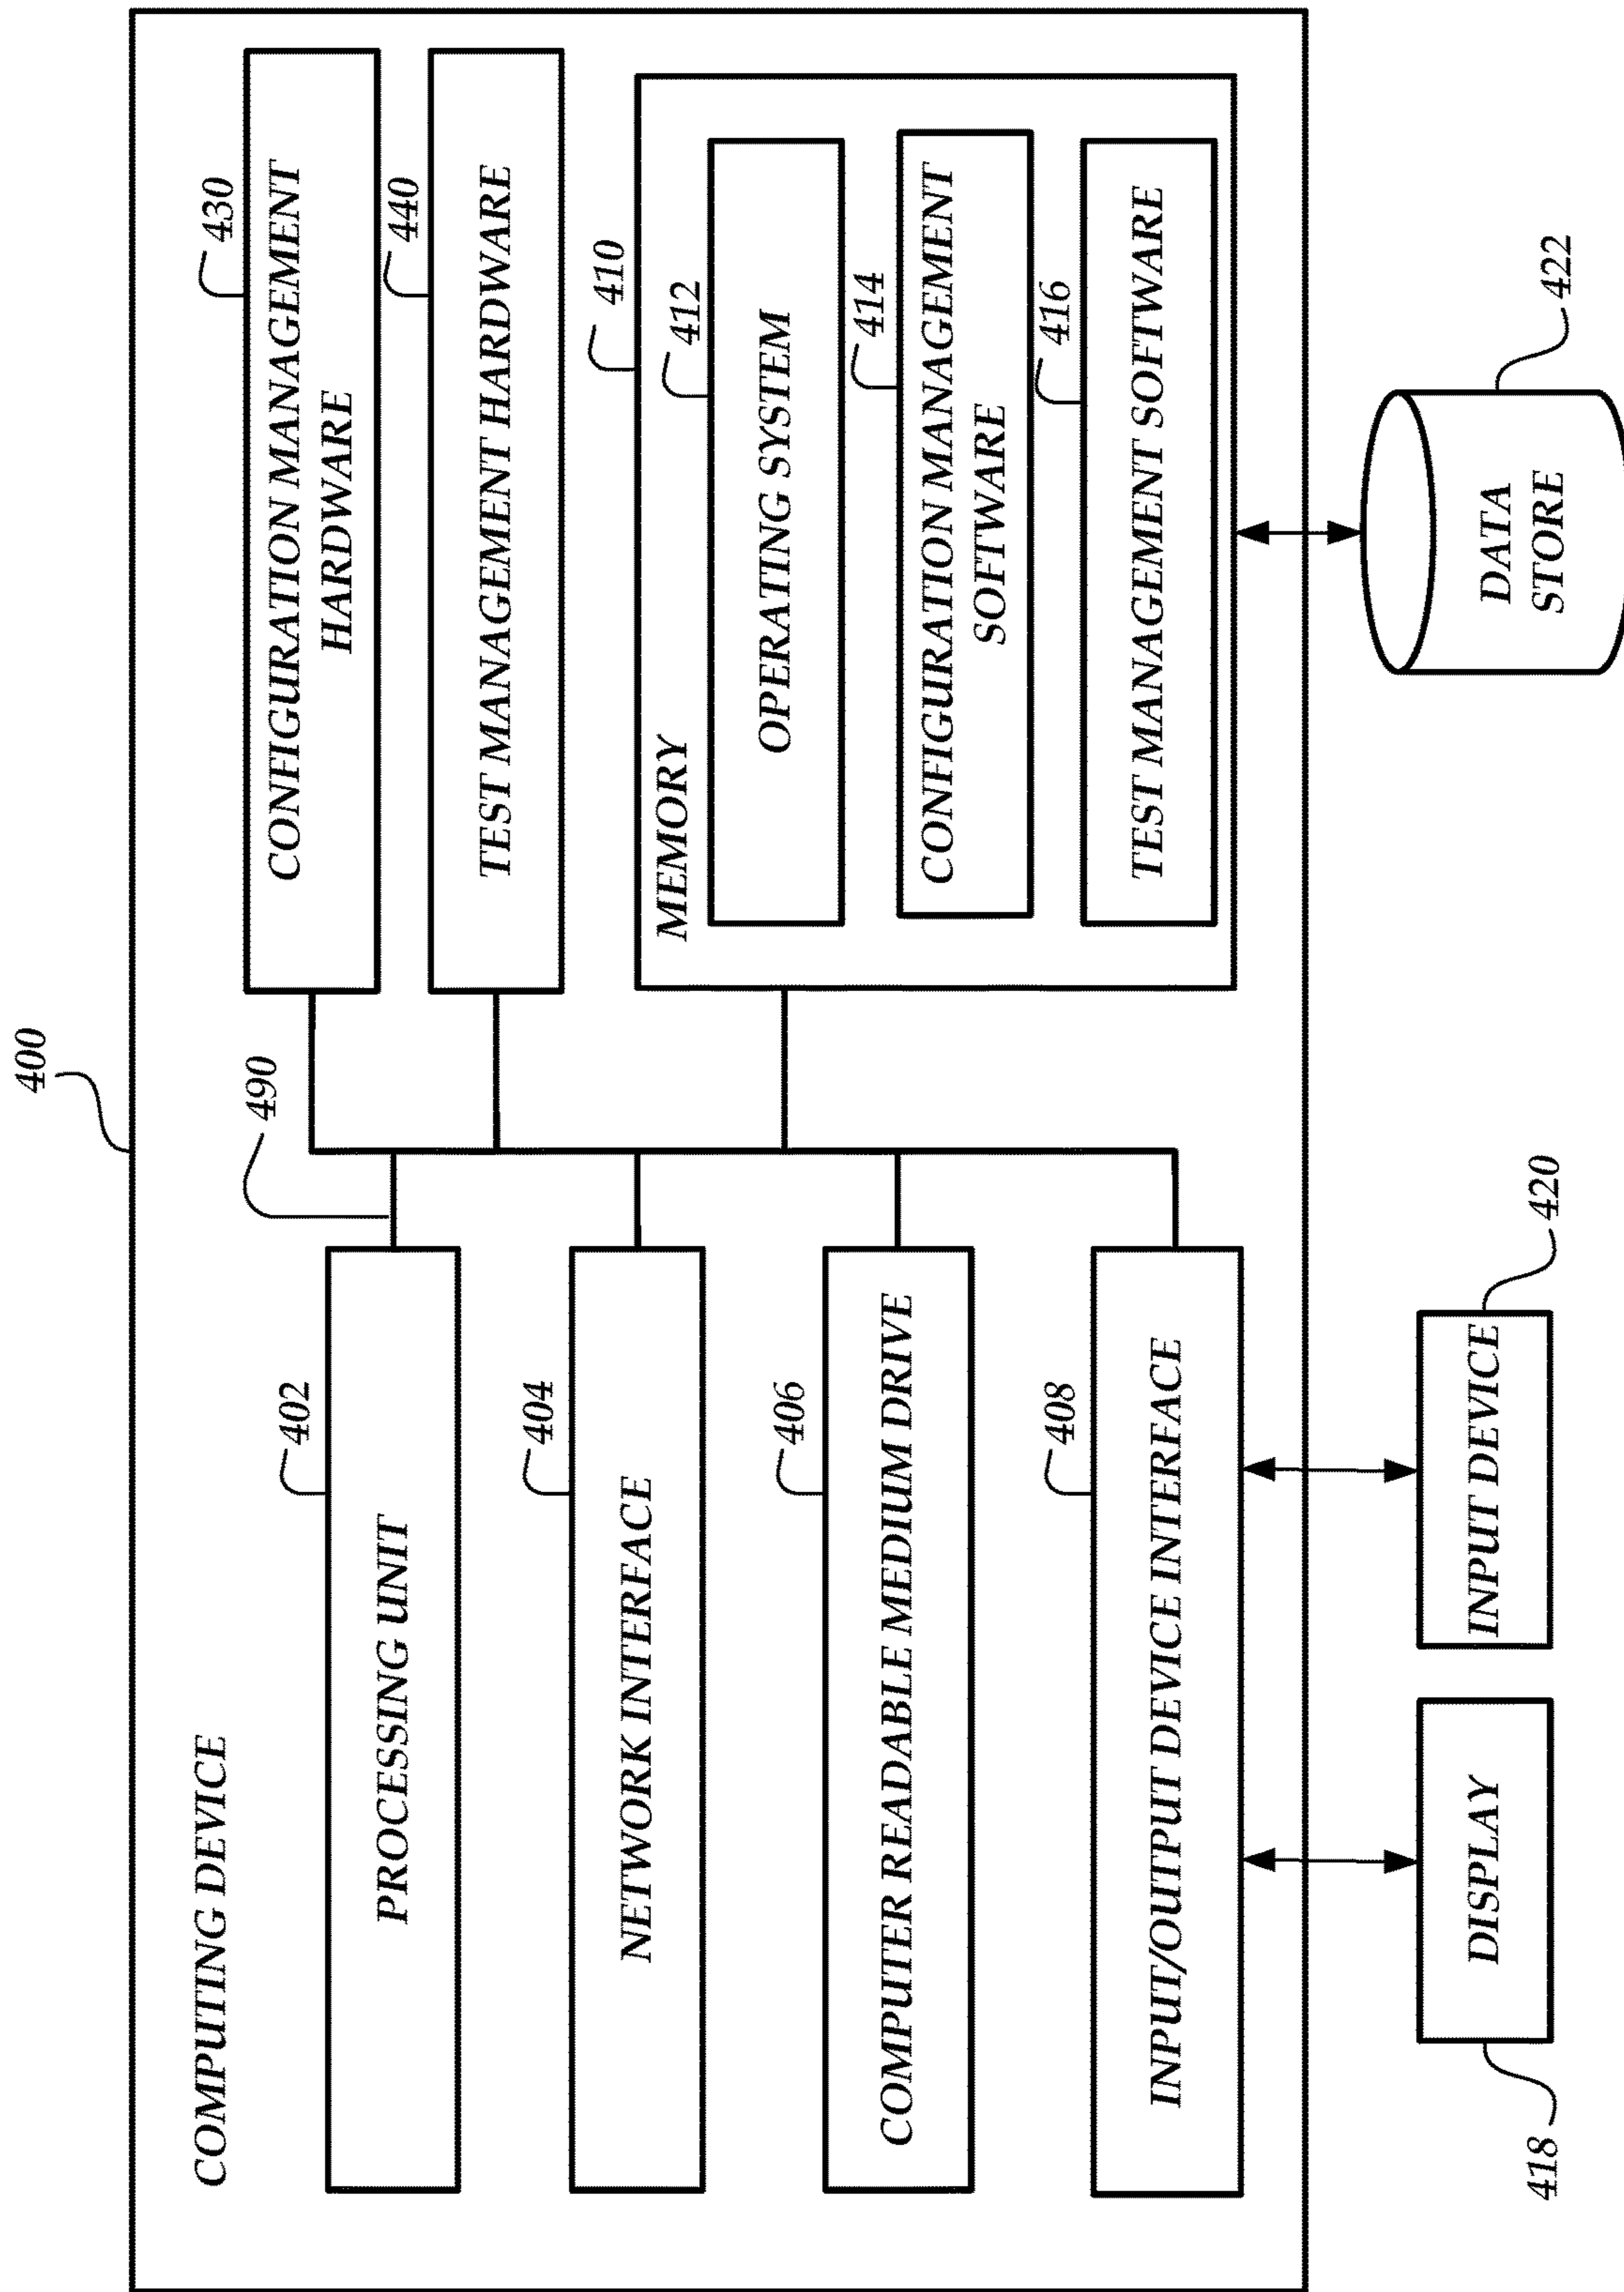 400
COMPUTING DEVICE
402
PROCESSING UNIT
404
NETWORK INTERFACE
406
COMPUTER READABLE MEDIUM DRIVE
408
INPUT/OUTPUT DEVICE INTERFACE
490
430
CONFIGURATION MANAGEMENT
HARDWARE
440
TEST MANAGEMENT HARDWARE
410
MEMORY
412
OPERATING SYSTEM
414
CONFIGURATION MANAGEMENT
SOFTWARE
416
TEST MANAGEMENT SOFTWARE
418
DISPLAY
INPUT DEVICE
420
DATA
STORE
422